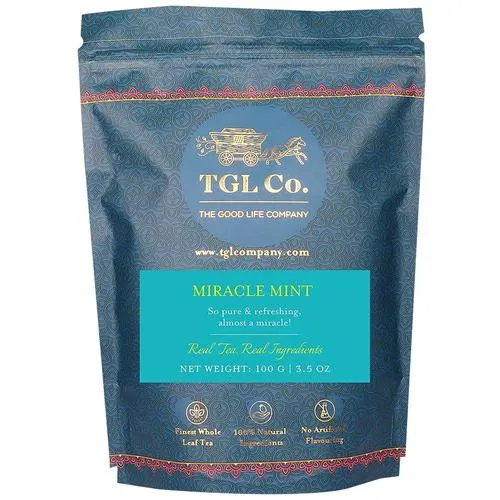 TGL Co.
THE GOOD LIFE COMPANY
www.tglcompany.com
MIRACLE MINT
So pure & refreshing,
almost a miracle!
Real Tea. Real Ingredients
NET WEIGHT: 100 G | 3.5 OZ
Finest Whole
Leaf Tea
100% Natural
Ingredients
No Artificial
Flavouring